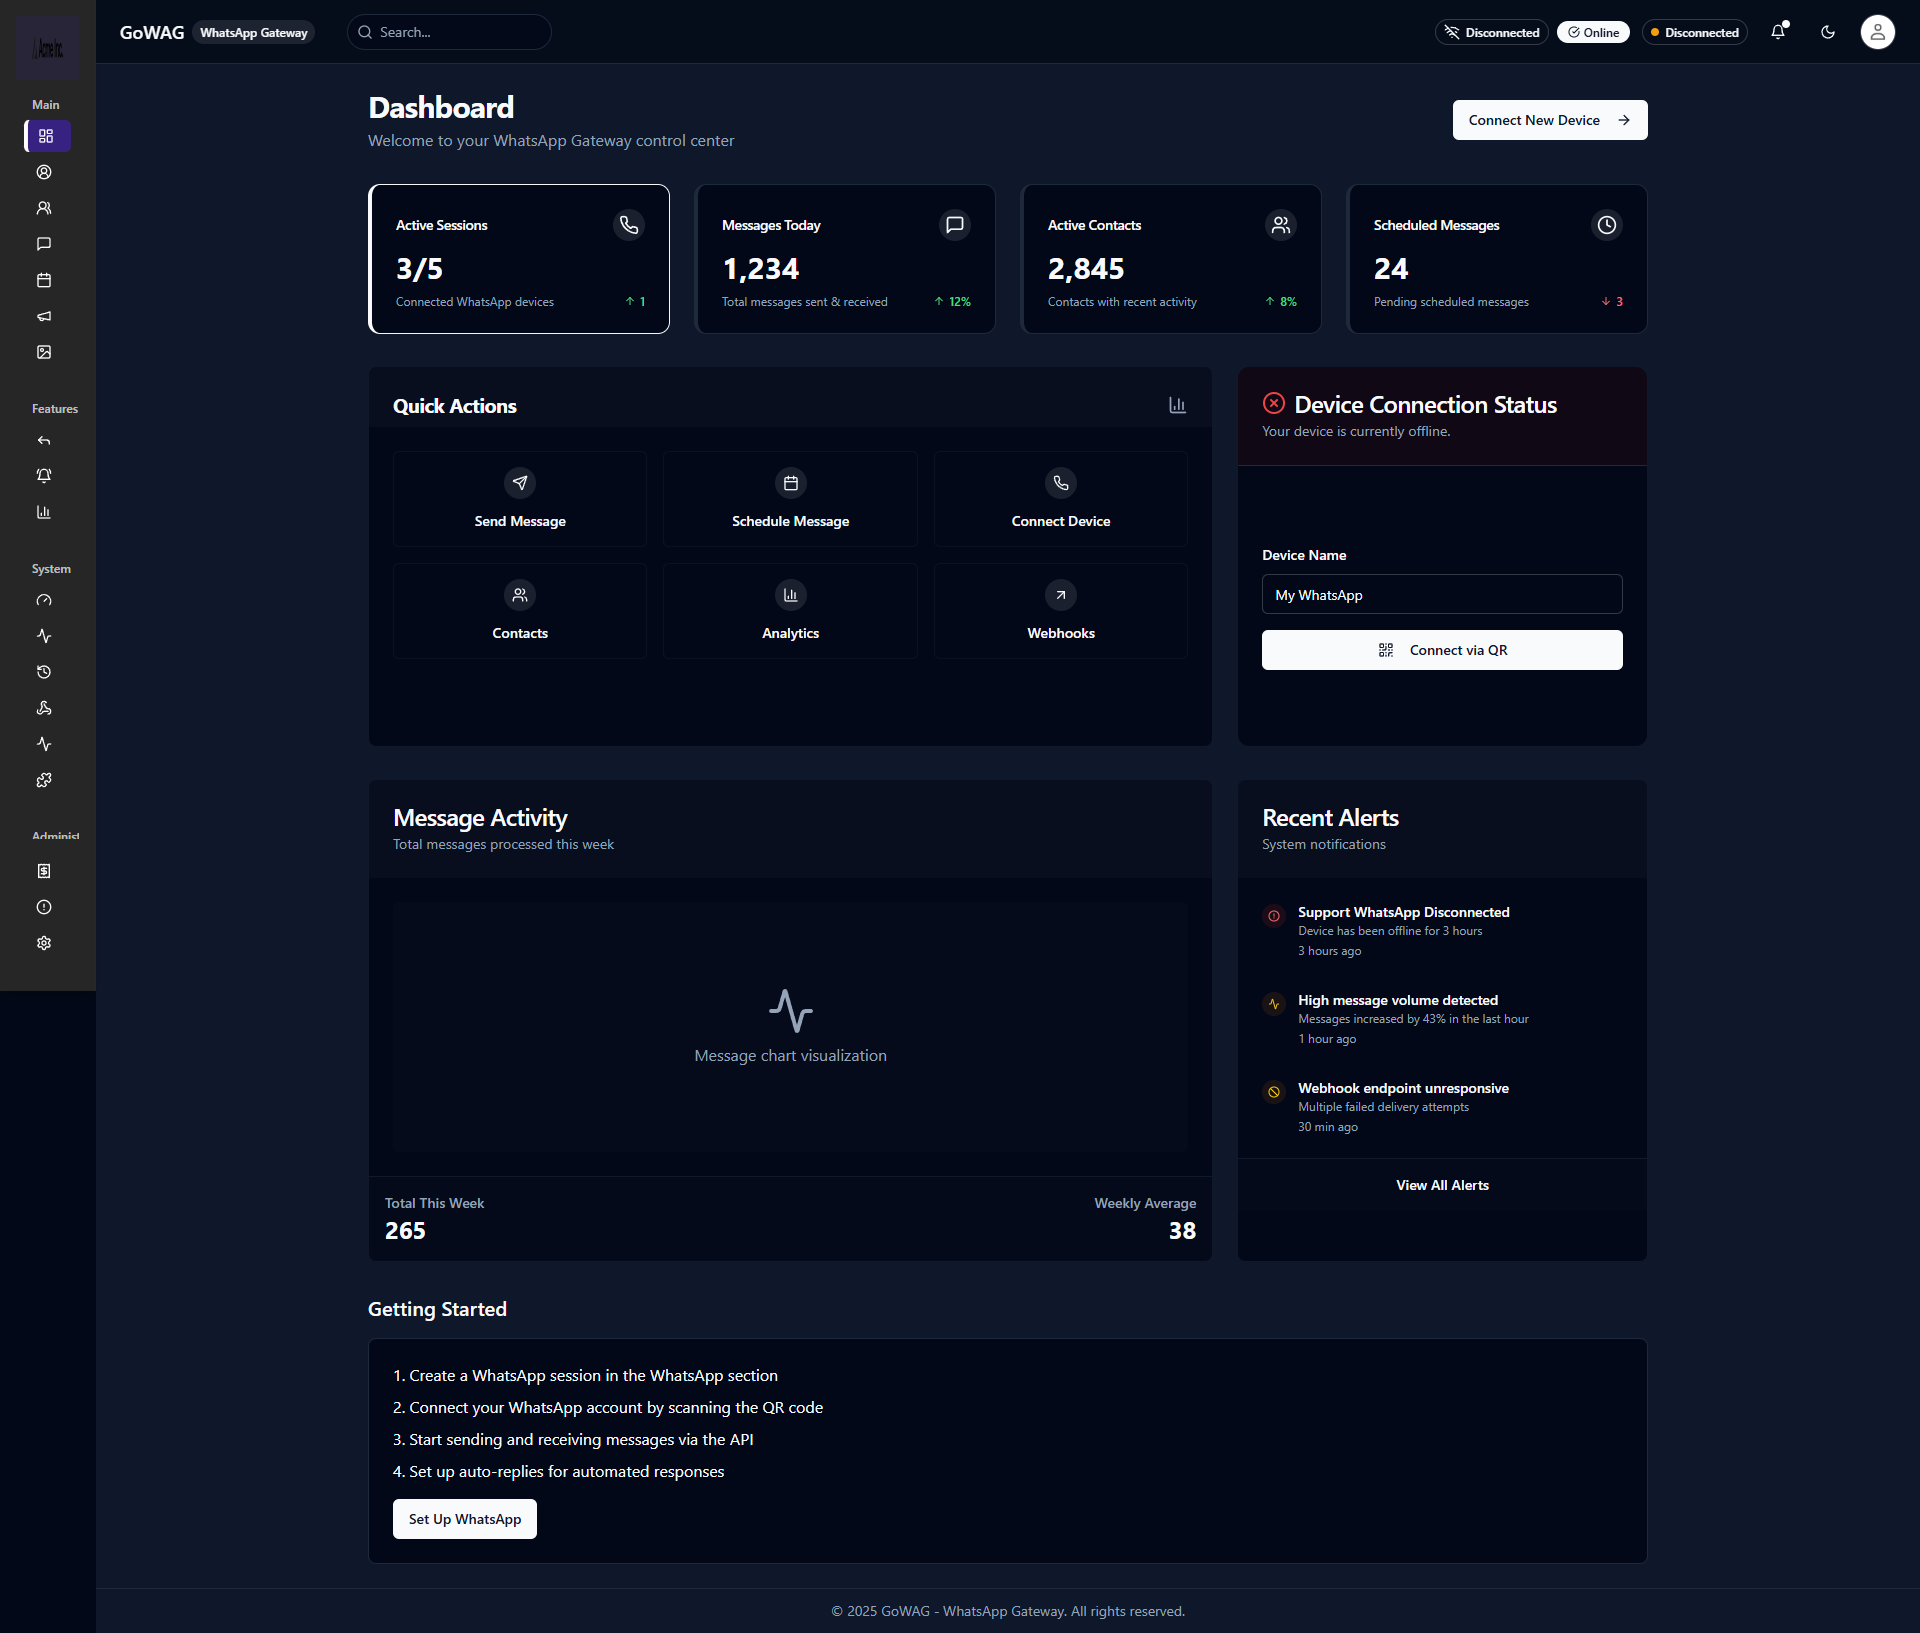 Acme Inc.
GoWAG
WhatsApp Gateway
Search...
Disconnected
Online
Disconnected
Main
Features
System
Dashboard
Welcome to your WhatsApp Gateway control center
Connect New Device
Active Sessions
3/5
Connected WhatsApp devices
↑ 1
Messages Today
1,234
Total messages sent & received
↑ 12%
Active Contacts
2,845
Contacts with recent activity
↑ 8%
Scheduled Messages
24
Pending scheduled messages
↓ 3
Quick Actions
Send Message
Schedule Message
Connect Device
Contacts
Analytics
Webhooks
Device Connection Status
Your device is currently offline.
Device Name
My WhatsApp
Connect via QR
Message Activity
Total messages processed this week
Message chart visualization
Total This Week
265
Weekly Average
38
Recent Alerts
System notifications
Support WhatsApp Disconnected
Device has been offline for 3 hours
3 hours ago
High message volume detected
Messages increased by 43% in the last hour
1 hour ago
Webhook endpoint unresponsive
Multiple failed delivery attempts
30 min ago
View All Alerts
Getting Started
1. Create a WhatsApp session in the WhatsApp section
2. Connect your WhatsApp account by scanning the QR code
3. Start sending and receiving messages via the API
4. Set up auto-replies for automated responses
Set Up WhatsApp
© 2025 GoWAG - WhatsApp Gateway. All rights reserved.